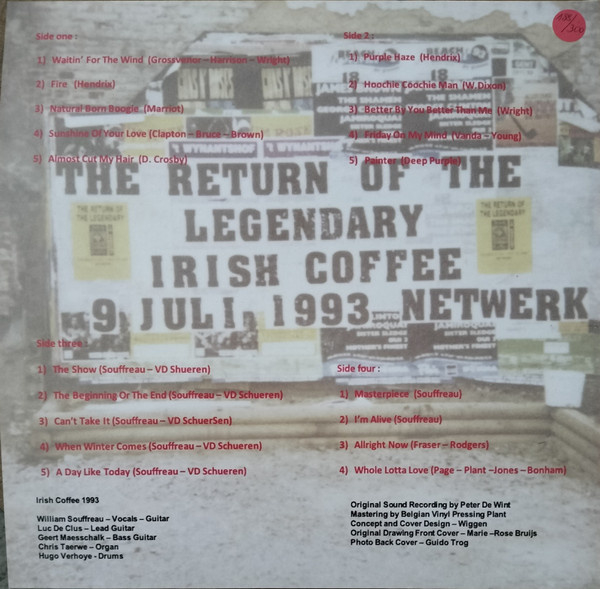 Side one :
1) Waitin' For The Wind (Grossvenor – Harrison – Wright)
2) Fire (Hendrix)
3) Natural Born Boogie (Marriot)
4) Sunshine Of Your Love (Clapton – Bruce – Brown)
5) Almost Cut My Hair (D. Crosby)
Side 2 :
1) Purple Haze (Hendrix)
2) Hoochie Coochie Man (W.Dixon)
3) Better By You Better Than Me (Wright)
4) Friday On My Mind (Vanda – Young)
5) Painter (Deep Purple)
THE RETURN OF THE
LEGENDARY
IRISH COFFEE
9 JULI 1993 NETWERK
THE RETURN OF
THE LEGENDARY
Side three :
1) The Show (Souffreau – VD Shueren)
2) The Beginning Or The End (Souffreau – VD Schueren)
3) Can't Take It (Souffreau – VD SchuerSen)
4) When Winter Comes (Souffreau – VD Schueren)
5) A Day Like Today (Souffreau – VD Schueren)
Side four :
1) Masterpiece (Souffreau)
2) I'm Alive (Souffreau)
3) Allright Now (Fraser – Rodgers)
4) Whole Lotta Love (Page – Plant –Jones – Bonham)
Irish Coffee 1993
William Souffreau – Vocals – Guitar
Luc De Clus – Lead Guitar
Geert Maesschalk – Bass Guitar
Chris Taerwe – Organ
Hugo Verhoye - Drums
Original Sound Recording by Peter De Wint
Mastering by Belgian Vinyl Pressing Plant
Concept and Cover Design – Wiggen
Original Drawing Front Cover – Marie –Rose Bruijs
Photo Back Cover – Guido Trog